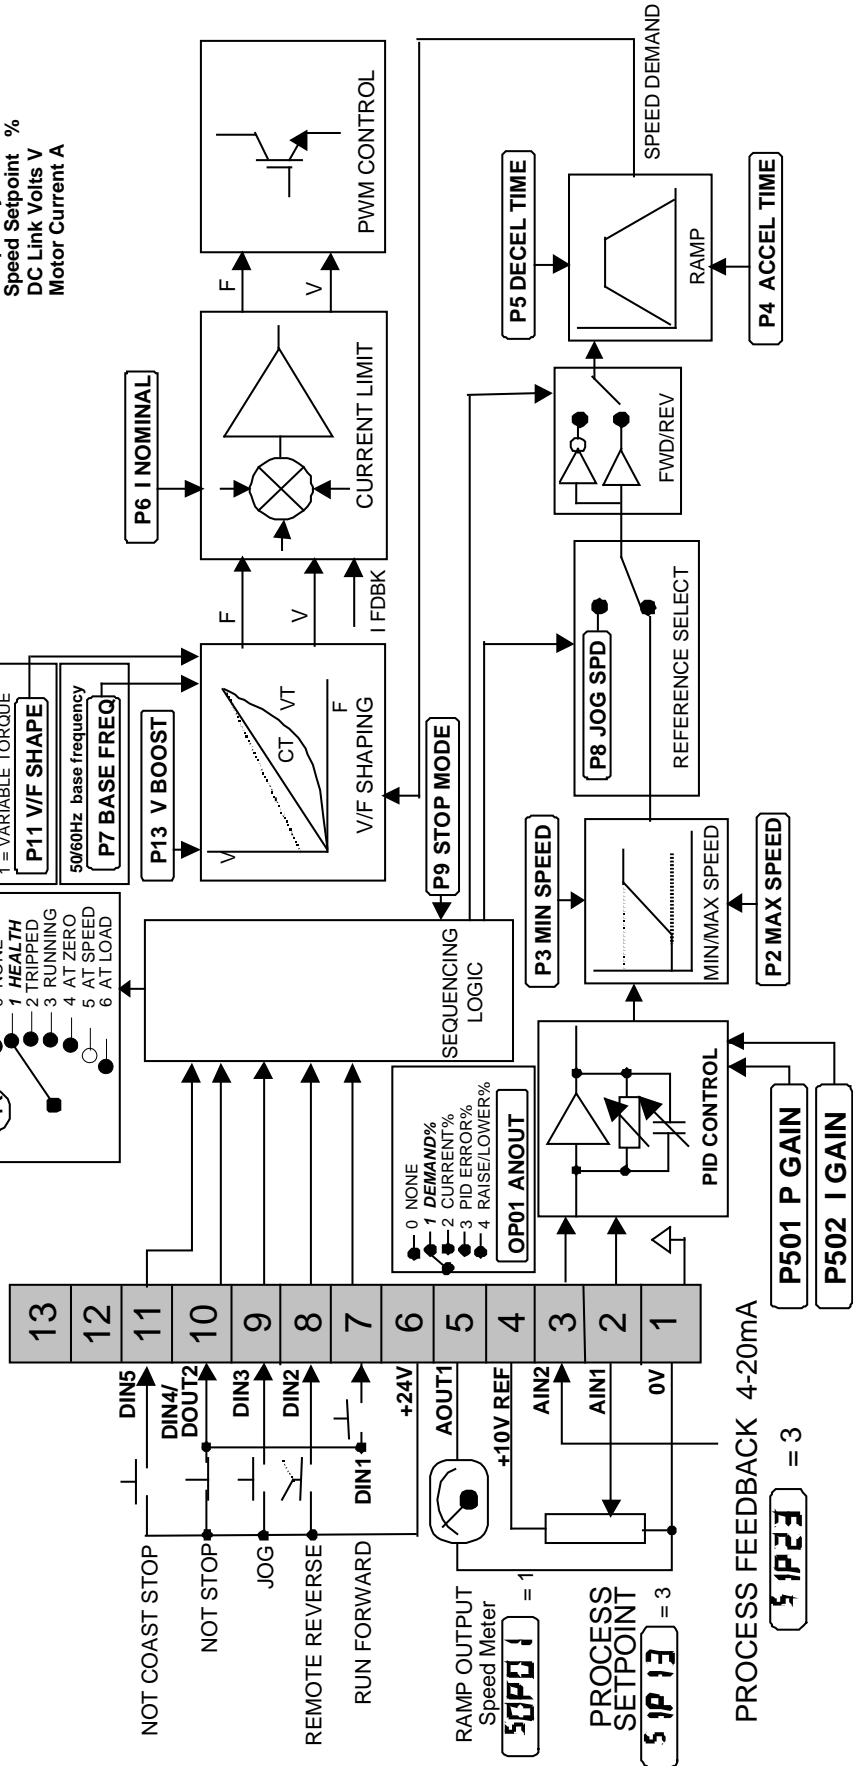 Speed Setpoint %
DC Link Volts V
Motor Current A
1 = VARIABLE TORQUE
P11 V/F SHAPE
50/60Hz base frequency
P7 BASE FREQ
P13 V BOOST
P6 I NOMINAL
V
CT
VT
F
V/F SHAPING
F
V
I FDBK
CURRENT LIMIT
F
V
PWM CONTROL
1 HEALTH
2 TRIPPED
3 RUNNING
4 AT ZERO
5 AT SPEED
6 AT LOAD
SEQUENCING
LOGIC
P9 STOP MODE
0 NONE
1 DEMAND%
2 CURRENT%
3 PID ERROR%
4 RAISE/LOWER%
OP01 ANOUT
PID CONTROL
P501 P GAIN
P502 I GAIN
P3 MIN SPEED
MIN/MAX SPEED
P2 MAX SPEED
P8 JOG SPD
REFERENCE SELECT
FWD/REV
P5 DECEL TIME
RAMP
P4 ACCEL TIME
SPEED DEMAND
13
12
11
10
9
8
7
6
5
4
3
2
1
DIN5
DIN4/
DOUT2
DIN3
DIN2
DIN1
+24V
AOUT1
+10V REF
AIN2
AIN1
0V
NOT COAST STOP
NOT STOP
JOG
REMOTE REVERSE
RUN FORWARD
RAMP OUTPUT
Speed Meter
SOP01 = 1
PROCESS
SETPOINT
SIP13 = 3
PROCESS FEEDBACK 4-20mA
SIP23 = 3